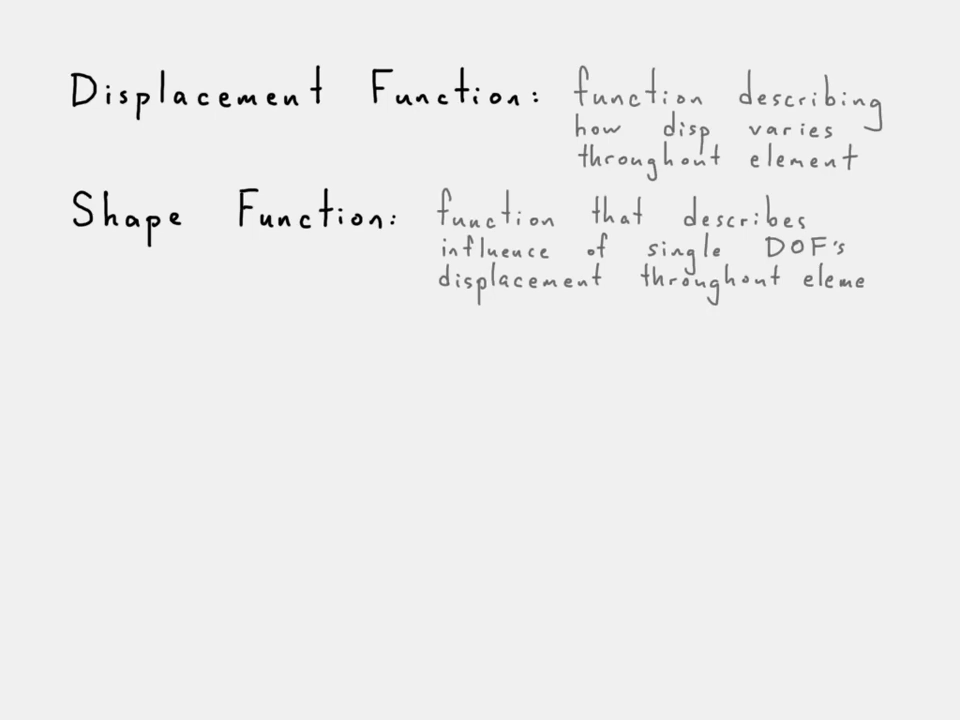 Displacement Function: function describing
how disp varies
throughout element
Shape Function: function that describes
influence of single DOF's
displacement throughout eleme